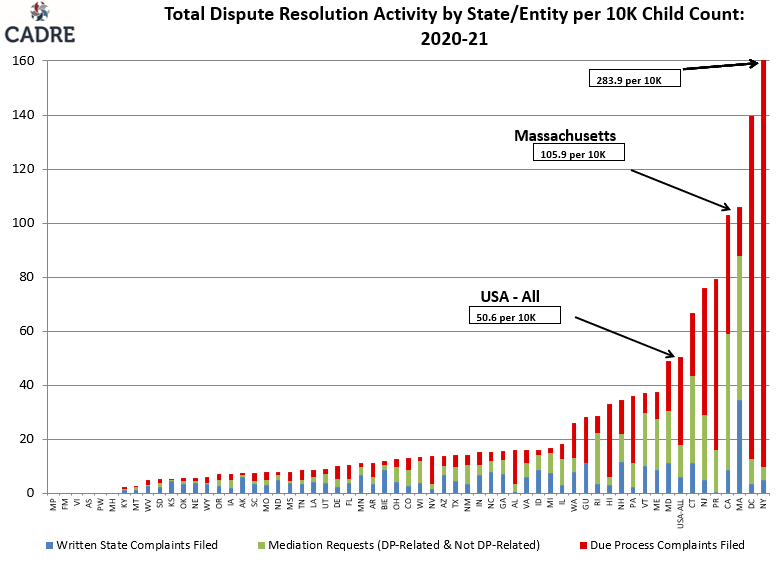 CADRE
Total Dispute Resolution Activity by State/Entity per 10K Child Count:
2020-21
160
140
120
100
80
60
40
20
0
283.9 per 10K
Massachusetts
105.9 per 10K
USA - All
50.6 per 10K
MP FM VI AS PW MH KY MT WV SD KS OK NE WY OR IA AK SC MO ND MS TN LA UT DE FL MN AR BIE OH CO WI NV AZ TX NM IN NC GA AL VA ID MI IL WA GU RI HI NH PA VT ME MD USA-ALL CT NJ PR CA MA DC NY
Written State Complaints Filed Mediation Requests (DP-Related & Not DP-Related) Due Process Complaints Filed